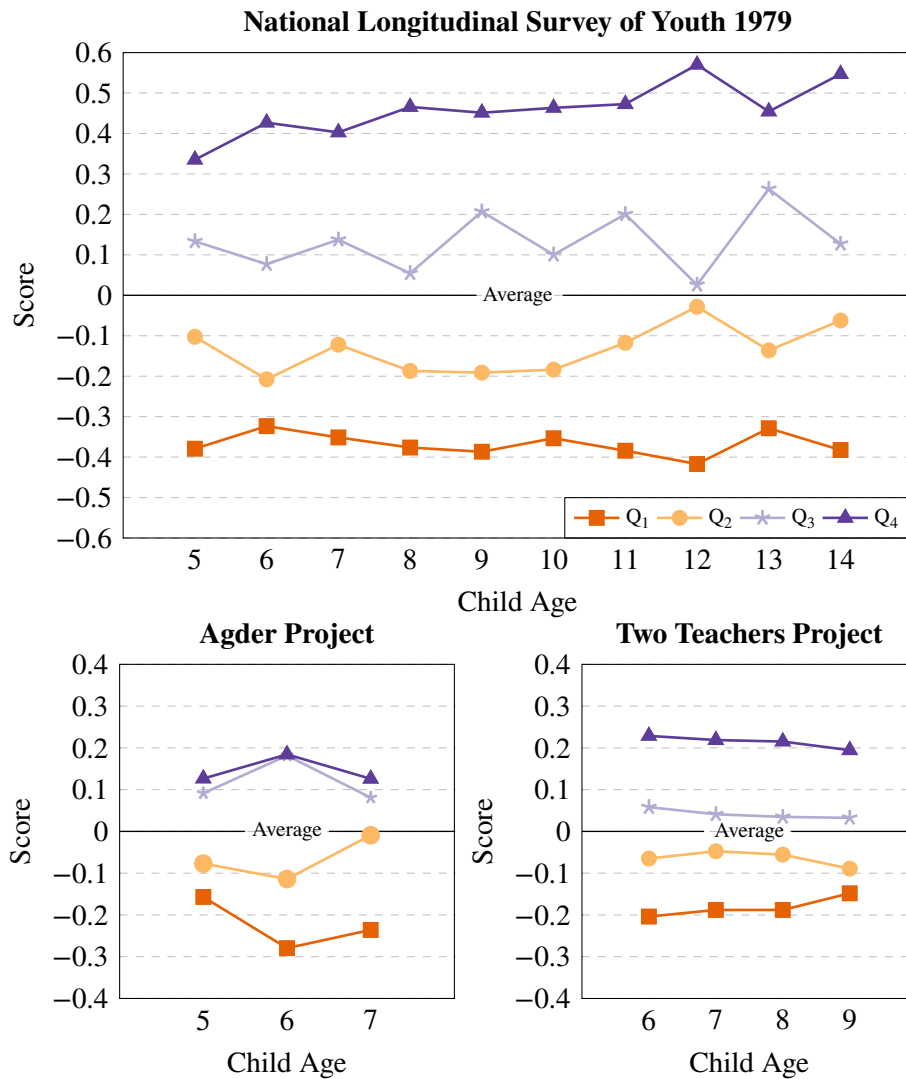 National Longitudinal Survey of Youth 1979
0.6
0.5
0.4
0.3
0.2
0.1
0
−0.1
−0.2
−0.3
−0.4
−0.5
−0.6
Score
Average
Q1 Q2 Q3 Q4
5 6 7 8 9 10 11 12 13 14
Child Age
Agder Project
0.4
0.3
0.2
0.1
0
−0.1
−0.2
−0.3
−0.4
Score
Average
5 6 7
Child Age
Two Teachers Project
0.4
0.3
0.2
0.1
0
−0.1
−0.2
−0.3
−0.4
Score
Average
6 7 8 9
Child Age